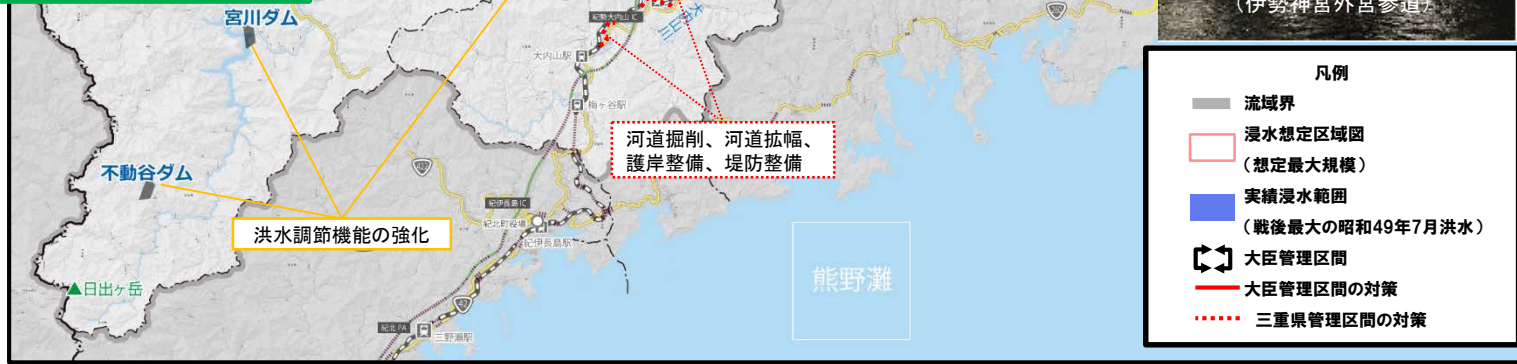 (伊勢神宮外宮参道)
宮川ダム
紀勢大内山IC
大内山川
大内山駅
梅ヶ谷駅
河道掘削、河道拡幅、
護岸整備、堤防整備
不動谷ダム
422
紀伊長島IC
紀北町役場
紀伊長島駅
洪水調節機能の強化
熊野灘
▲日出ヶ岳
42
紀北PA
三野瀬駅
凡例
流域界
浸水想定区域図
(想定最大規模)
実績浸水範囲
(戦後最大の昭和49年7月洪水)
大臣管理区間
大臣管理区間の対策
三重県管理区間の対策